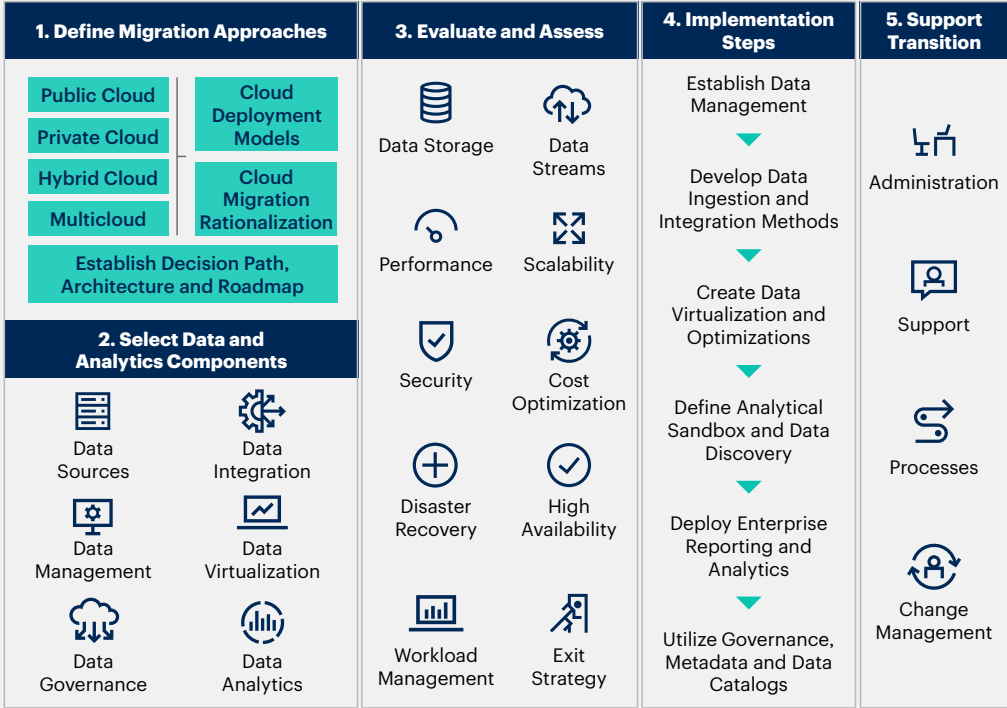 1. Define Migration Approaches
Public Cloud
Private Cloud
Hybrid Cloud
Multicloud
Cloud
Deployment
Models
Cloud
Migration
Rationalization
Establish Decision Path,
Architecture and Roadmap
2. Select Data and
Analytics Components
Data
Sources
Data
Integration
Data
Management
Data
Virtualization
Data
Governance
Data
Analytics
3. Evaluate and Assess
Data Storage
Data
Streams
Performance
Scalability
Security
Cost
Optimization
Disaster
Recovery
High
Availability
Workload
Management
Exit
Strategy
4. Implementation
Steps
Establish Data
Management
Develop Data
Ingestion and
Integration Methods
Create Data
Virtualization and
Optimizations
Define Analytical
Sandbox and Data
Discovery
Deploy Enterprise
Reporting and
Analytics
Utilize Governance,
Metadata and Data
Catalogs
5. Support
Transition
Administration
Support
Processes
Change
Management